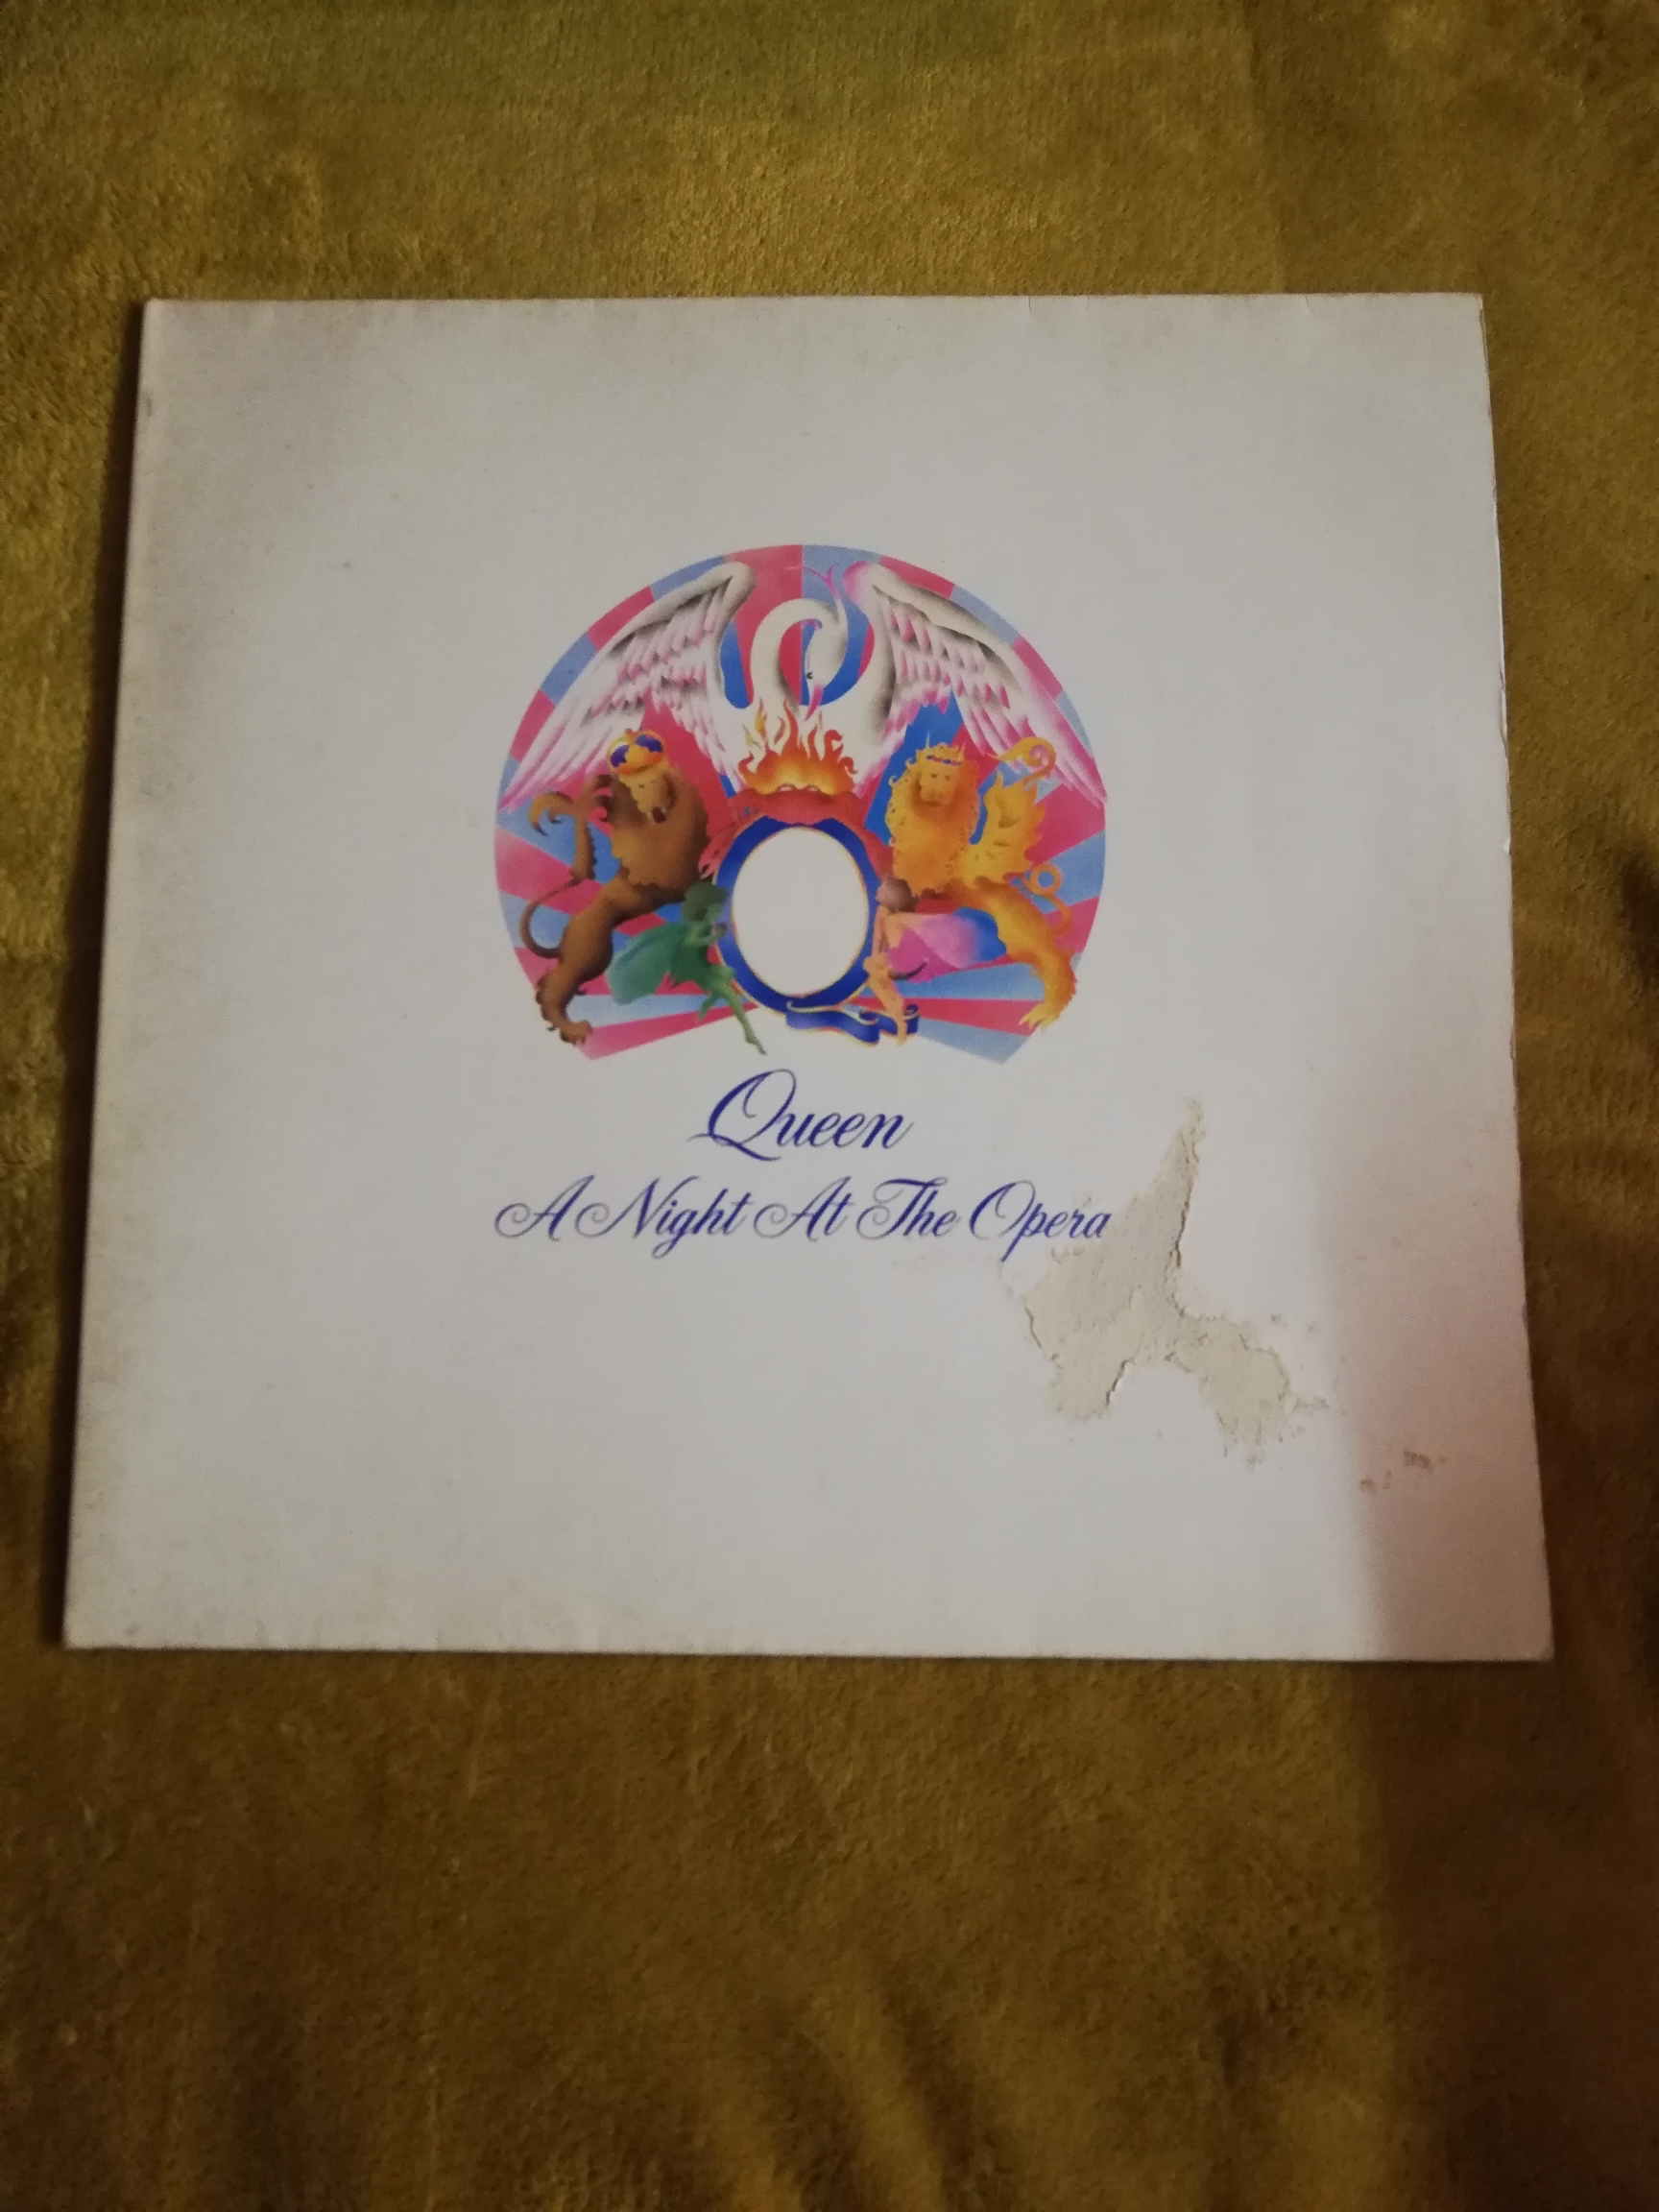 Queen
A Night At The Opera